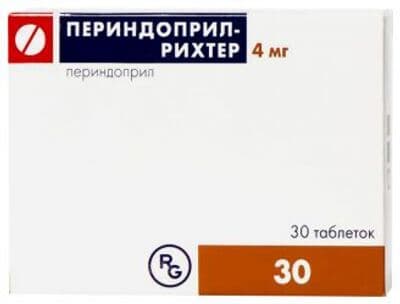 ПЕРИНДОПРИЛ-
РИХТЕР 4 мг
периндоприл
30 таблеток
RG
30